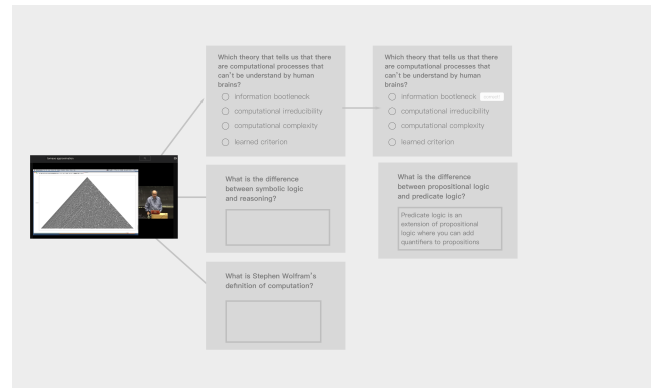 Which theory that tells us that there
are computational processes that
can't be understand by human
brains?
information bottleneck
computational irreducibility
computational complexity
learned criterion
Which theory that tells us that there
are computational processes that
can't be understand by human
brains?
information bottleneck
computational irreducibility
computational complexity
learned criterion
What is the difference
between symbolic logic
and reasoning?
What is the difference
between propositional logic
and predicate logic?
Predicate logic is an
extension of propositional
logic where you can add
quantifiers to propositions
What is Stephen Wolfram's
definition of computation?